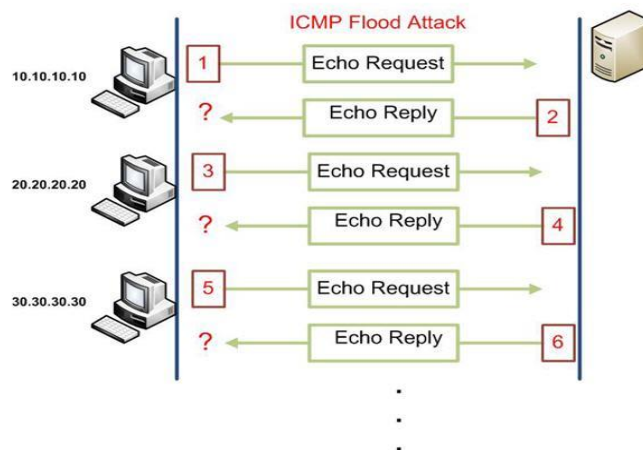 ICMP Flood Attack
10.10.10.10
1
Echo Request
?
Echo Reply
2
20.20.20.20
3
Echo Request
?
Echo Reply
4
30.30.30.30
5
Echo Request
?
Echo Reply
6